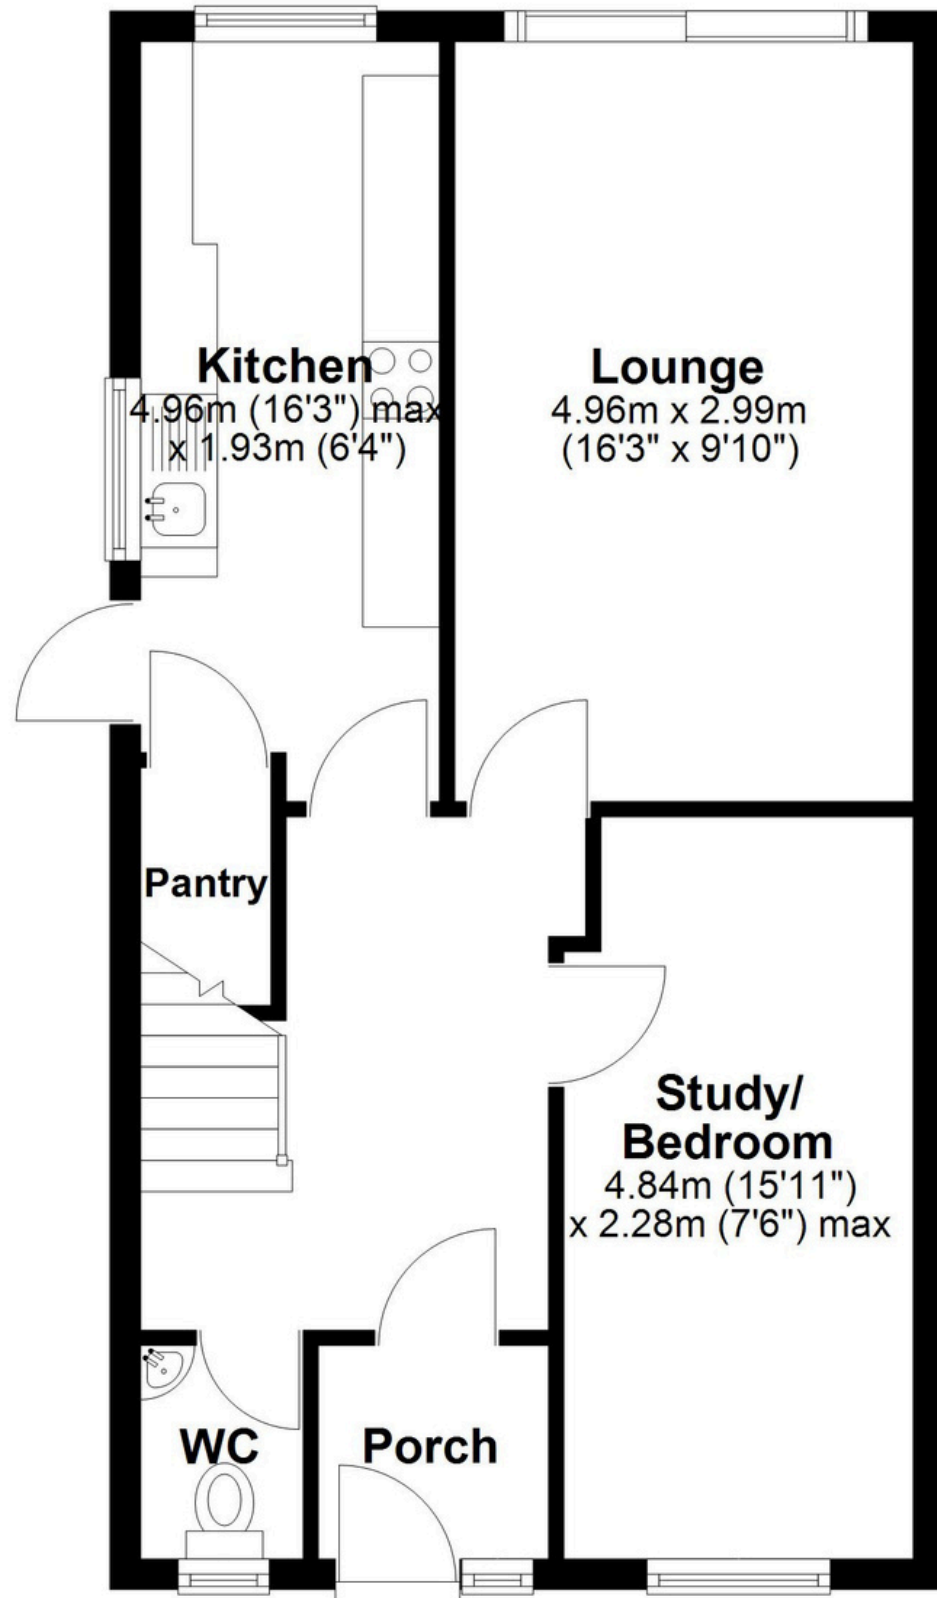 Kitchen
4.96m (16'3") max
x 1.93m (6'4")
Lounge
4.96m x 2.99m
(16'3" x 9'10")
Pantry
Study/
Bedroom
4.84m (15'11")
x 2.28m (7'6") max
WC
Porch